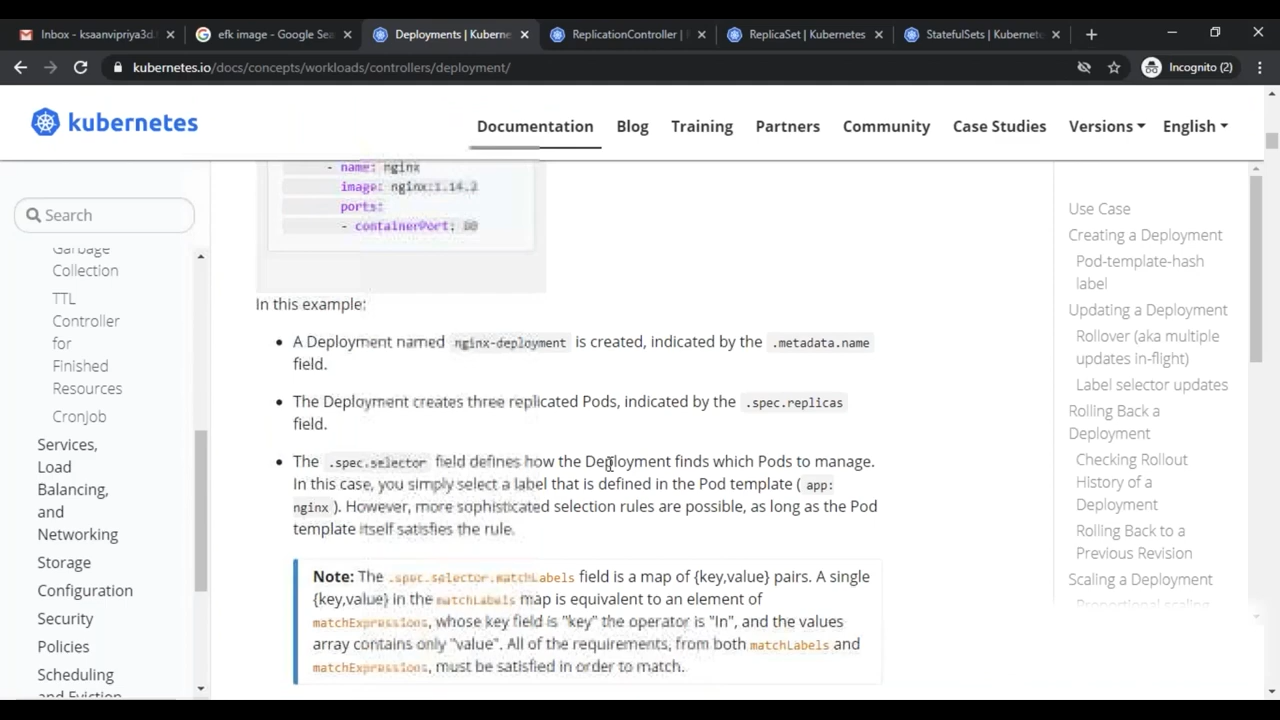 Inbox - ksaanvipriya3d.
efk image - Google Sea
Deployments | Kuberne
ReplicationController |
ReplicaSet | Kubernetes
StatefulSets | Kubernete
kubernetes.io/docs/concepts/workloads/controllers/deployment/
Incognito (2)
kubernetes
Documentation
Blog
Training
Partners
Community
Case Studies
Versions
English
Search
Garbage
Collection
TTL
Controller
for
Finished
Resources
CronJob
Services,
Load
Balancing,
and
Networking
Storage
Configuration
Security
Policies
Scheduling
and Eviction
- name: nginx
image: nginx:1.14.2
ports:
- containerPort: 80
In this example:
• A Deployment named nginx-deployment is created, indicated by the .metadata.name
field.
• The Deployment creates three replicated Pods, indicated by the .spec.replicas
field.
• The .spec.selector field defines how the Deployment finds which Pods to manage.
In this case, you simply select a label that is defined in the Pod template ( app:
nginx ). However, more sophisticated selection rules are possible, as long as the Pod
template itself satisfies the rule.
Note: The .spec.selector.matchLabels field is a map of {key,value} pairs. A single
{key,value} in the matchLabels map is equivalent to an element of
matchExpressions, whose key field is "key" the operator is "In", and the values
array contains only "value". All of the requirements, from both matchLabels and
matchExpressions, must be satisfied in order to match.
Use Case
Creating a Deployment
Pod-template-hash
label
Updating a Deployment
Rollover (aka multiple
updates in-flight)
Label selector updates
Rolling Back a
Deployment
Checking Rollout
History of a
Deployment
Rolling Back to a
Previous Revision
Scaling a Deployment
Proportional scaling